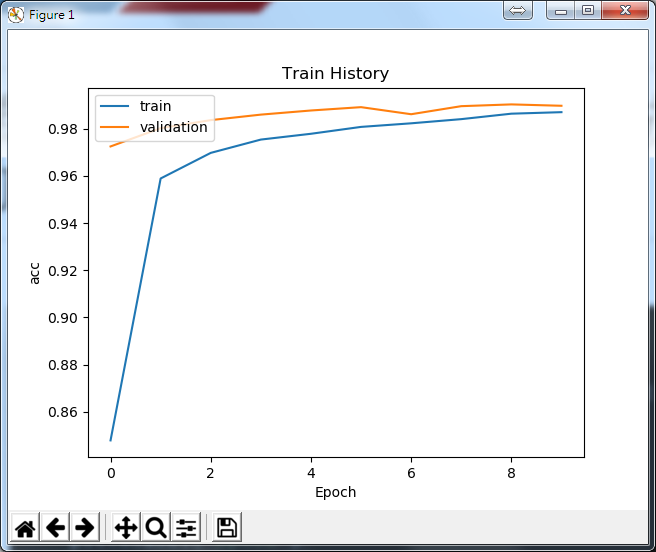 Figure 1
Train History
train
validation
0.98
0.96
0.94
0.92
0.90
0.88
0.86
acc
0 2 4 6 8
Epoch